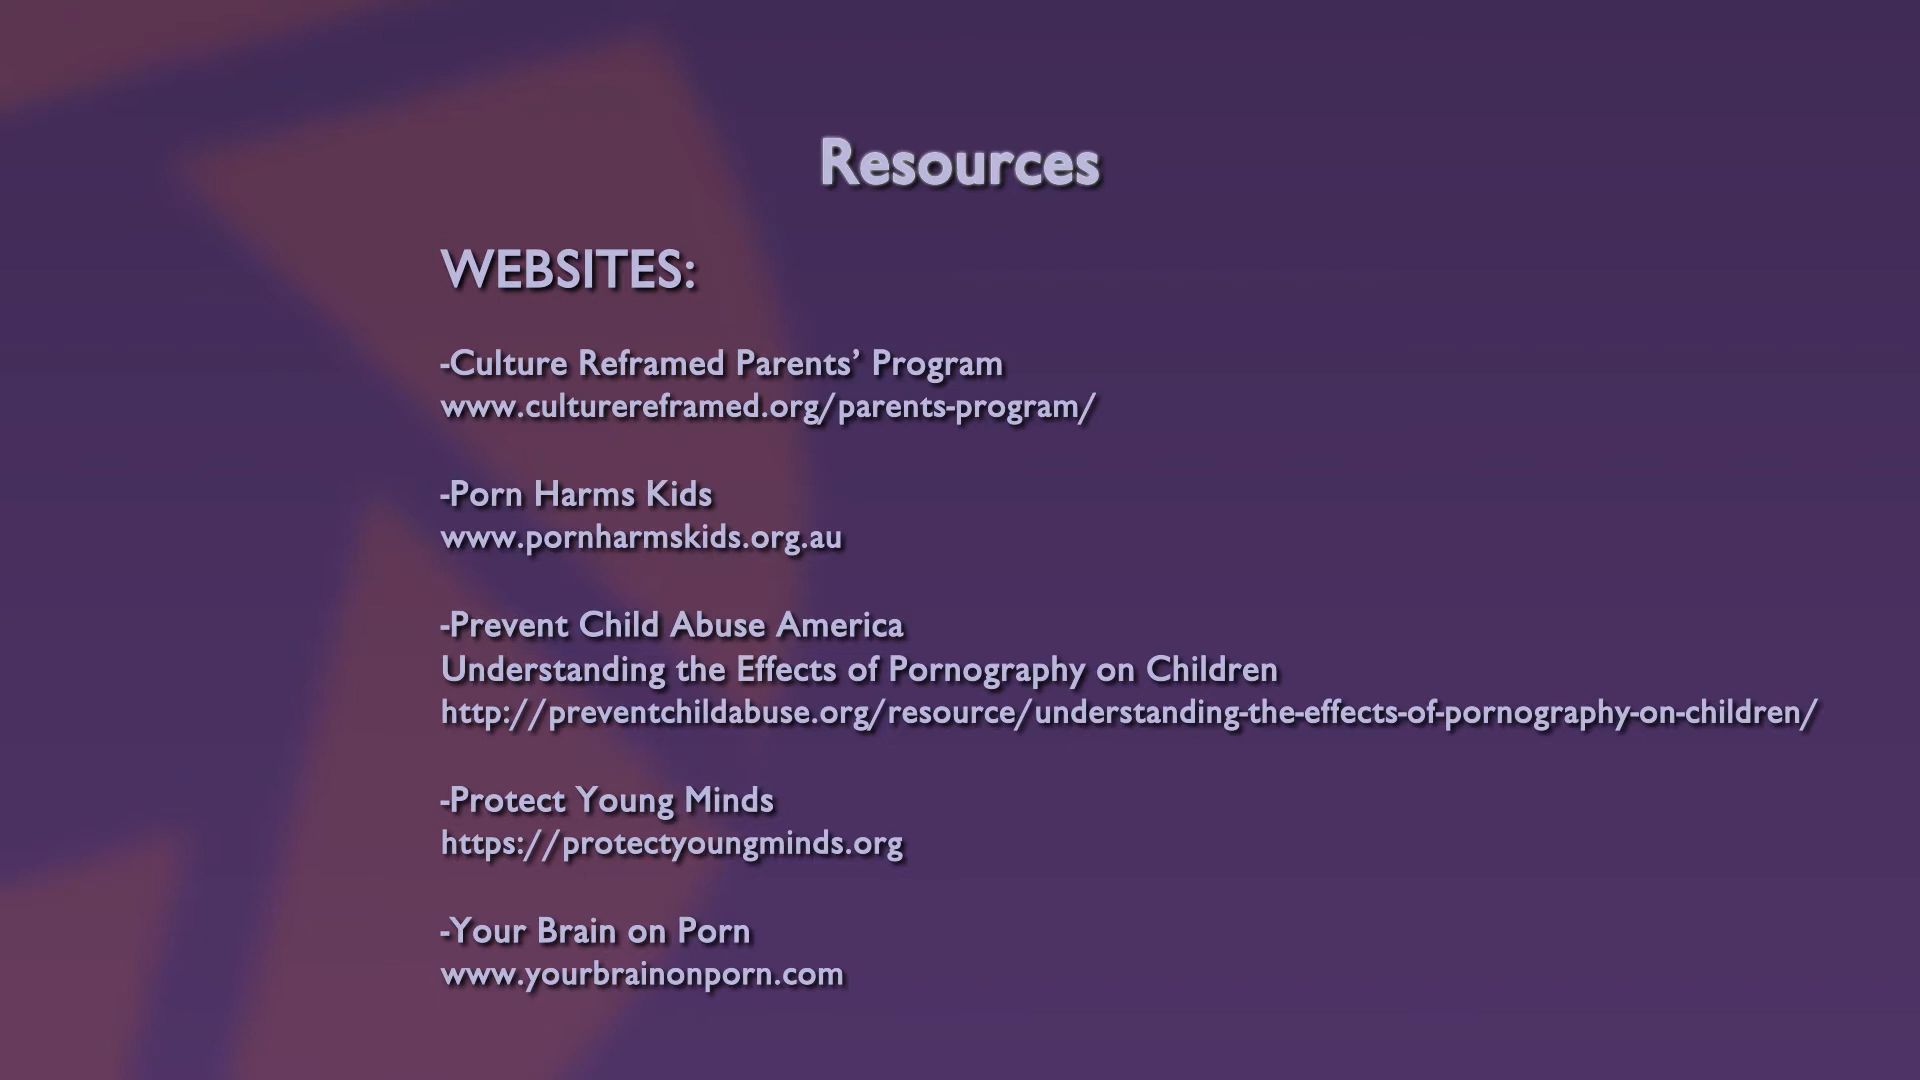 Resources
WEBSITES:
-Culture Reframed Parents’ Program
www.culturereframed.org/parents-program/
-Porn Harms Kids
www.pornharmskids.org.au
-Prevent Child Abuse America
Understanding the Effects of Pornography on Children
http://preventchildabuse.org/resource/understanding-the-effects-of-pornography-on-children/
-Protect Young Minds
https://protectyoungminds.org
-Your Brain on Porn
www.yourbrainonporn.com